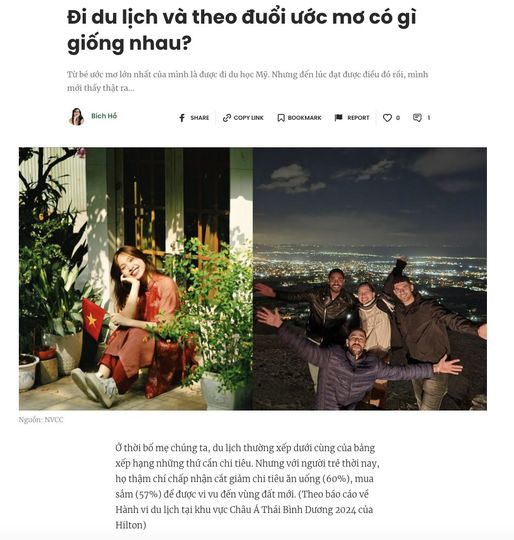 Đi du lịch và theo đuổi ước mơ có gì
giống nhau?
Từ bé ước mơ lớn nhất của mình là được đi du học Mỹ. Nhưng đến lúc đạt được điều đó rồi, mình
mới thấy thật ra...
Bích Hồ SHARE COPY LINK BOOKMARK REPORT 0 1
Nguồn: NVCC
Ở thời bố mẹ chúng ta, du lịch thường xếp dưới cùng của bảng
xếp hạng những thứ cần chi tiêu. Nhưng với người trẻ thời nay,
họ thậm chí chấp nhận cắt giảm chi tiêu ăn uống (60%), mua
sắm (57%) để được vi vu đến vùng đất mới. (Theo báo cáo về
Hành vi du lịch tại khu vực Châu Á Thái Bình Dương 2024 của
Hilton)